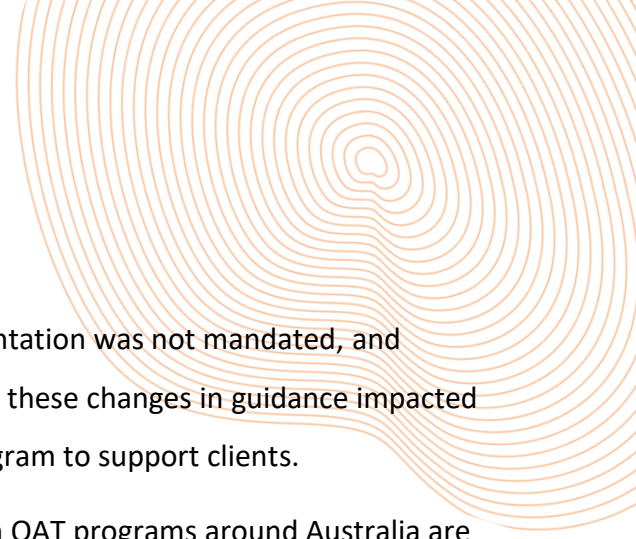 ntation was not mandated, and
these changes in guidance impacted
gram to support clients.
OAT programs around Australia are